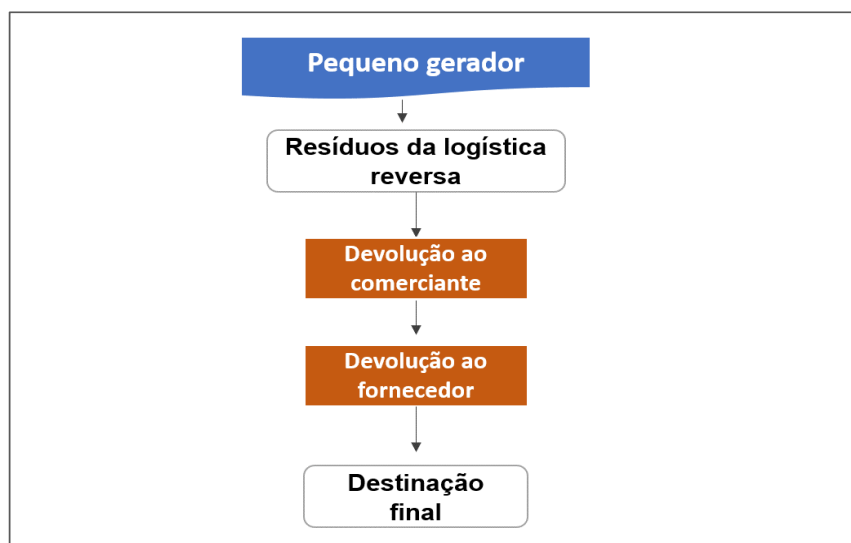 Pequeno gerador
Resíduos da logística
reversa
Devolução ao
comerciante
Devolução ao
fornecedor
Destinação
final